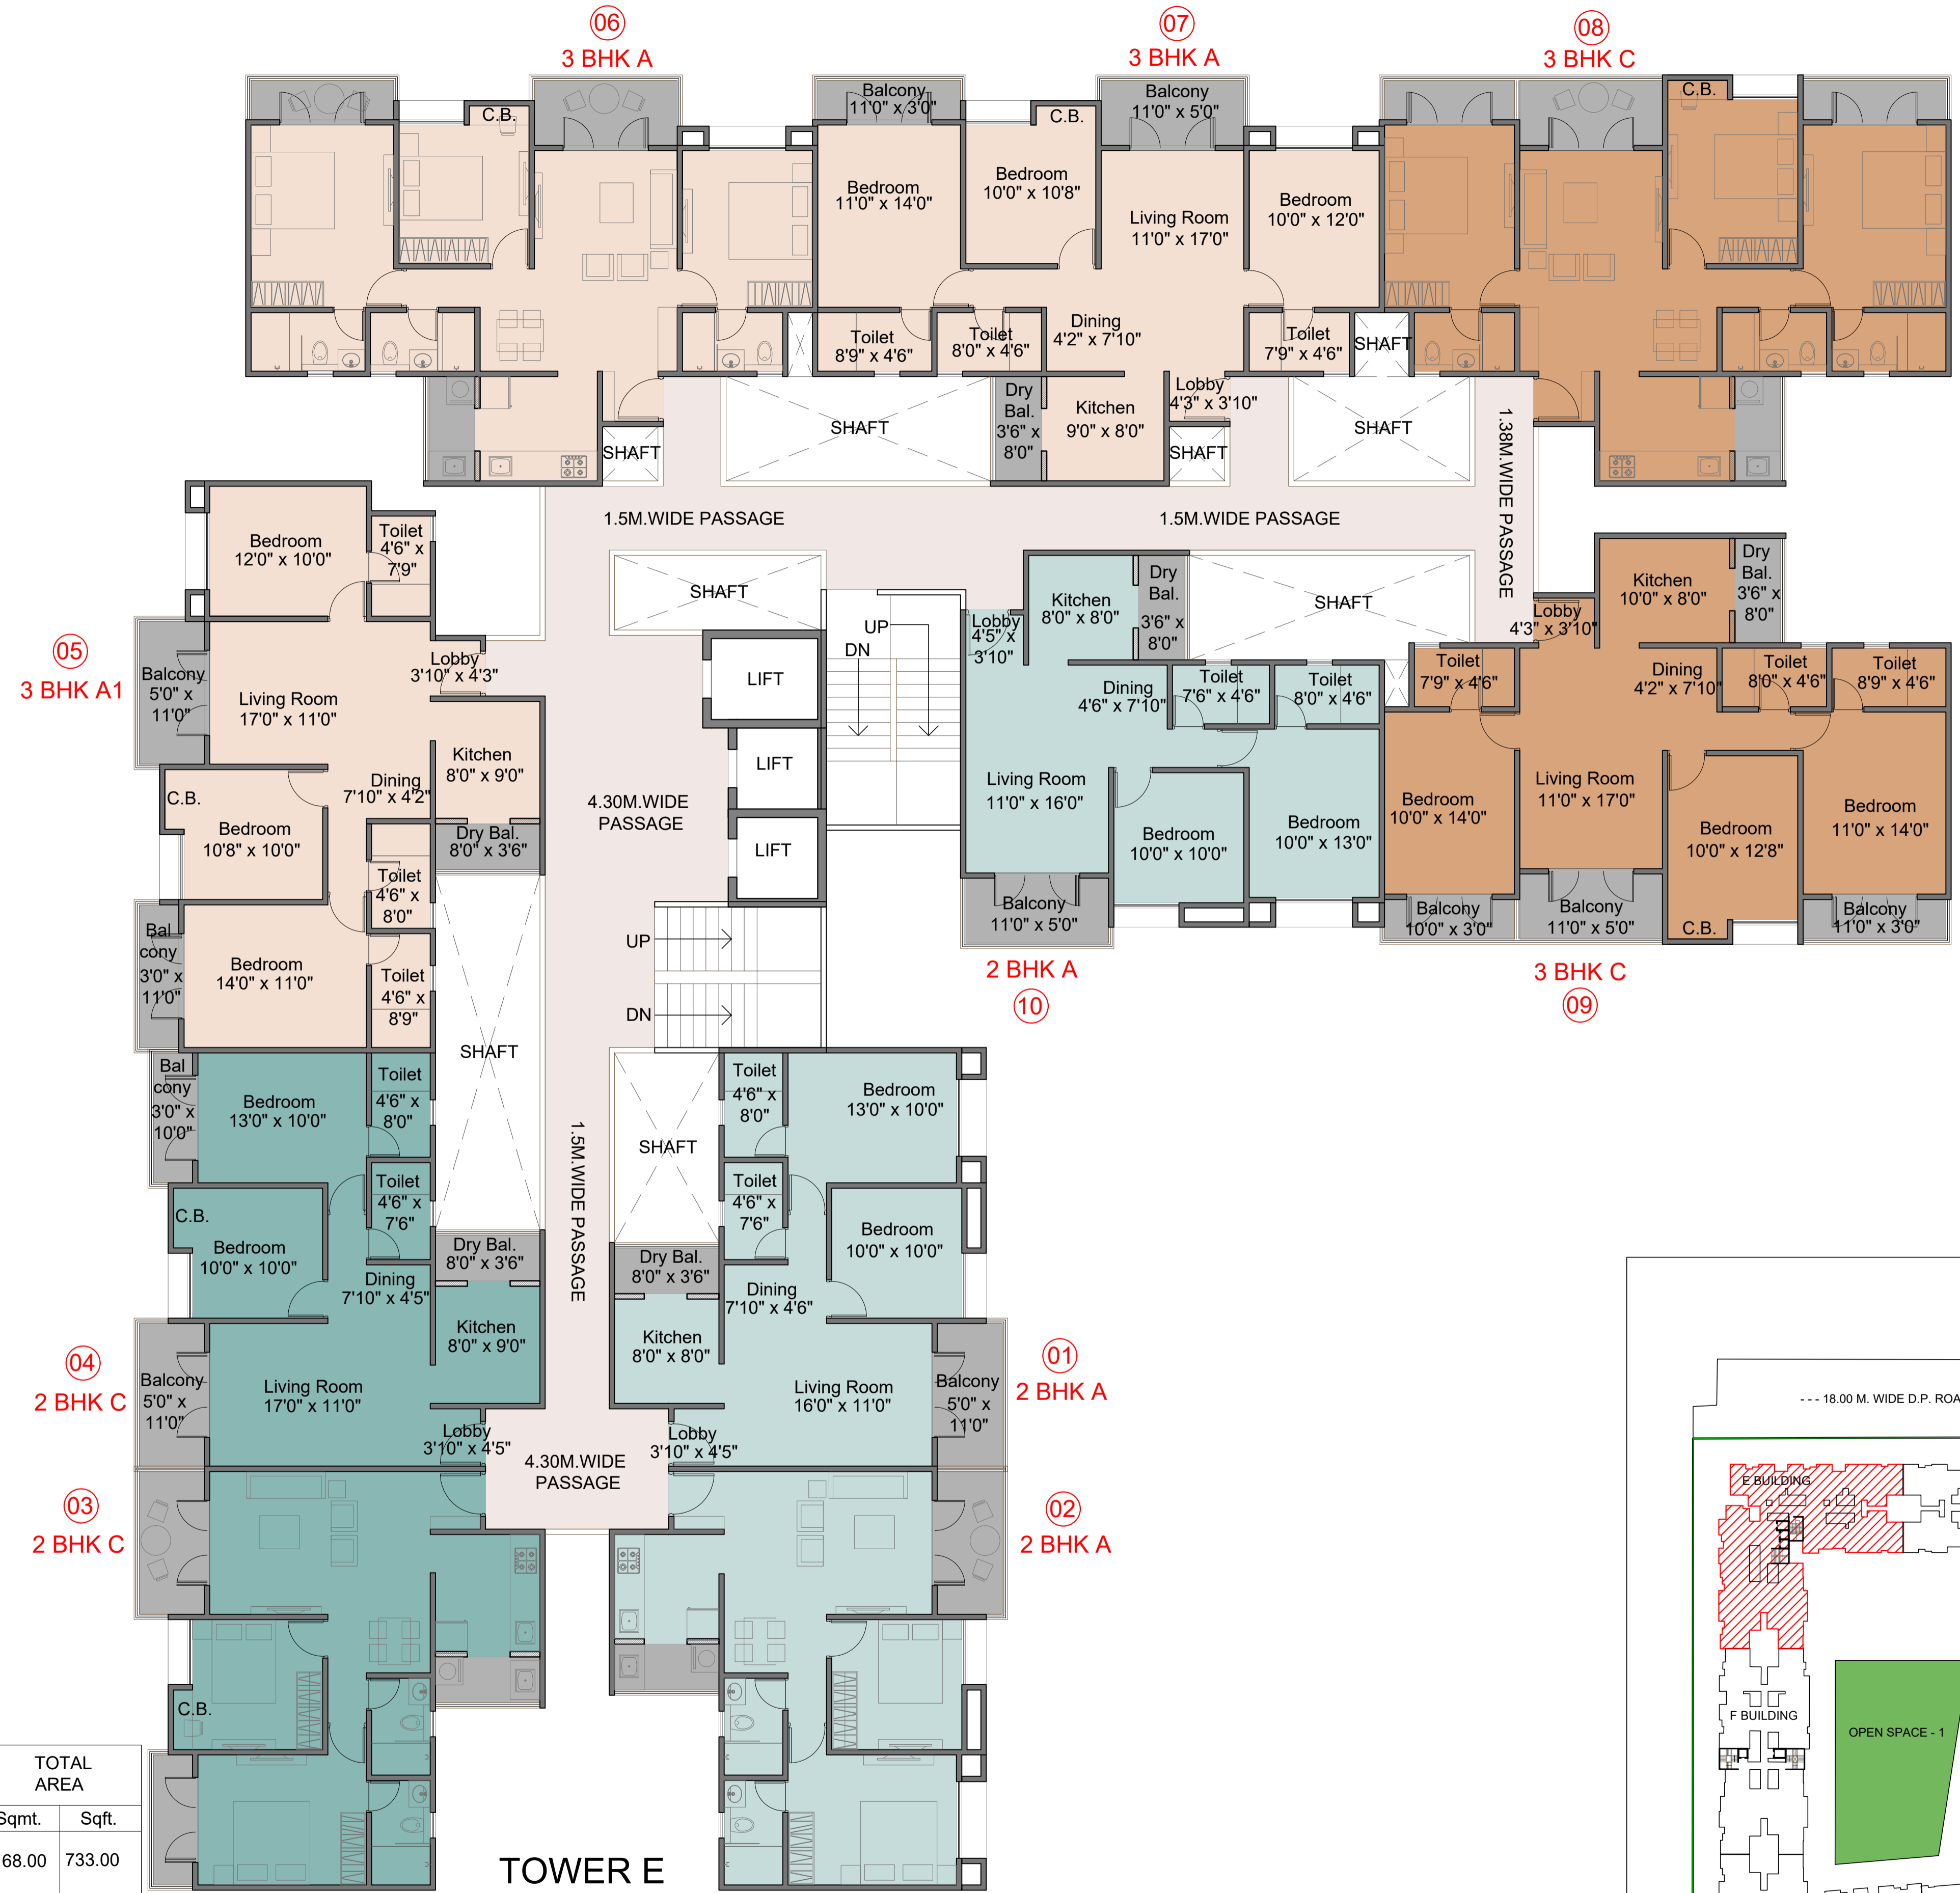 06
3 BHK A
07
3 BHK A
08
3 BHK C
C.B.
Balcony
11'0" x 3'0"
C.B.
Balcony
11'0" x 5'0"
C.B.
Bedroom
11'0" x 14'0"
Bedroom
10'0" x 10'8"
Living Room
11'0" x 17'0"
Bedroom
10'0" x 12'0"
Toilet
8'9" x 4'6"
Toilet
8'0" x 4'6"
Dining
4'2" x 7'10"
Toilet
7'9" x 4'6"
SHAFT
SHAFT
SHAFT
Dry
Bal.
3'6" x
8'0"
Kitchen
9'0" x 8'0"
Lobby
4'3" x 3'10"
SHAFT
SHAFT
1.38M.WIDE PASSAGE
1.5M.WIDE PASSAGE
1.5M.WIDE PASSAGE
05
3 BHK A1
Bedroom
12'0" x 10'0"
Toilet
4'6" x
7'9"
Balcony
5'0" x
11'0"
Living Room
17'0" x 11'0"
Lobby
3'10" x 4'3"
Kitchen
8'0" x 9'0"
Dining
7'10" x 4'2"
C.B.
Bedroom
10'8" x 10'0"
Dry Bal.
8'0" x 3'6"
Toilet
4'6" x
8'0"
Bal
cony
3'0" x
11'0"
Bedroom
14'0" x 11'0"
Toilet
4'6" x
8'9"
SHAFT
SHAFT
LIFT
LIFT
LIFT
4.30M.WIDE
PASSAGE
UP
DN
UP
DN
Lobby
4'5" x
3'10"
Kitchen
8'0" x 8'0"
Dry
Bal.
3'6" x
8'0"
SHAFT
Dining
4'6" x 7'10"
Toilet
7'6" x 4'6"
Toilet
8'0" x 4'6"
Living Room
11'0" x 16'0"
Bedroom
10'0" x 10'0"
Bedroom
10'0" x 13'0"
Balcony
11'0" x 5'0"
2 BHK A
10
Kitchen
10'0" x 8'0"
Dry
Bal.
3'6" x
8'0"
Lobby
4'3" x 3'10"
Toilet
7'9" x 4'6"
Dining
4'2" x 7'10"
Toilet
8'0" x 4'6"
Toilet
8'9" x 4'6"
Bedroom
10'0" x 14'0"
Living Room
11'0" x 17'0"
Bedroom
10'0" x 12'8"
Bedroom
11'0" x 14'0"
Balcony
10'0" x 3'0"
Balcony
11'0" x 5'0"
C.B.
Balcony
11'0" x 3'0"
3 BHK C
09
Bal
cony
3'0" x
10'0"
Bedroom
13'0" x 10'0"
Toilet
4'6" x
8'0"
C.B.
Bedroom
10'0" x 10'0"
Toilet
4'6" x
7'6"
Dining
7'10" x 4'5"
Dry Bal.
8'0" x 3'6"
Kitchen
8'0" x 9'0"
04
2 BHK C
Balcony
5'0" x
11'0"
Living Room
17'0" x 11'0"
Lobby
3'10" x 4'5"
1.5M.WIDE PASSAGE
SHAFT
Toilet
4'6" x
8'0"
Bedroom
13'0" x 10'0"
Toilet
4'6" x
7'6"
Bedroom
10'0" x 10'0"
Dry Bal.
8'0" x 3'6"
Dining
7'10" x 4'6"
Kitchen
8'0" x 8'0"
Living Room
16'0" x 11'0"
Balcony
5'0" x
11'0"
01
2 BHK A
Lobby
3'10" x 4'5"
4.30M.WIDE
PASSAGE
03
2 BHK C
02
2 BHK A
C.B.
TOTAL
AREA
Sqmt. Sqft.
68.00 733.00
TOWER E
--- 18.00 M. WIDE D.P. ROA
E BUILDING
F BUILDING
OPEN SPACE - 1